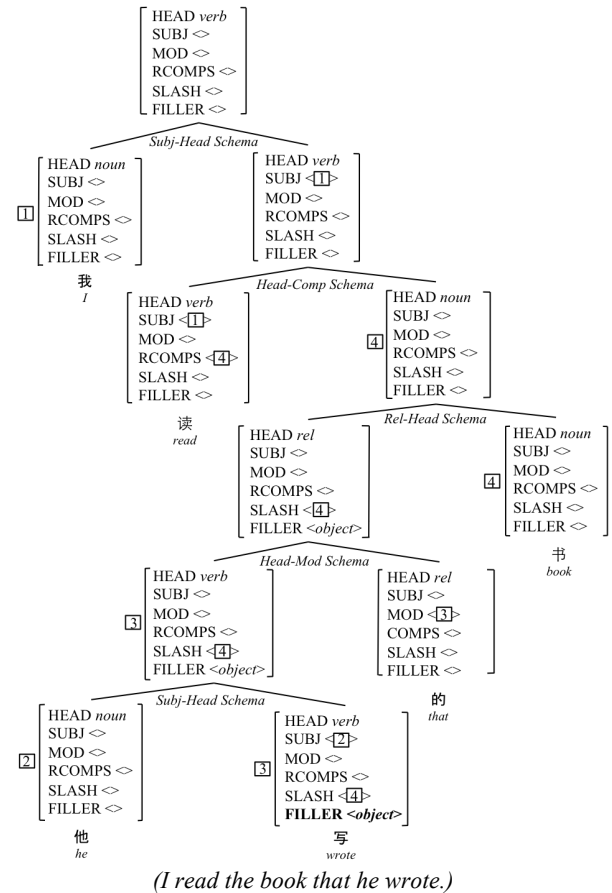 HEAD verb
SUBJ <>
MOD <>
RCOMPS <>
SLASH <>
FILLER <>
Subj-Head Schema
1
HEAD noun
SUBJ <>
MOD <>
RCOMPS <>
SLASH <>
FILLER <>
我
I
HEAD verb
SUBJ <1>
MOD <>
RCOMPS <>
SLASH <>
FILLER <>
Head-Comp Schema
HEAD verb
SUBJ <1>
MOD <>
RCOMPS <4>
SLASH <>
FILLER <>
读
read
4
HEAD noun
SUBJ <>
MOD <>
RCOMPS <>
SLASH <>
FILLER <>
Rel-Head Schema
HEAD rel
SUBJ <>
MOD <>
RCOMPS <>
SLASH <4>
FILLER <object>
4
HEAD noun
SUBJ <>
MOD <>
RCOMPS <>
SLASH <>
FILLER <>
书
book
Head-Mod Schema
3
HEAD verb
SUBJ <>
MOD <>
RCOMPS <>
SLASH <4>
FILLER <object>
HEAD rel
SUBJ <>
MOD <3>
COMPS <>
SLASH <>
FILLER <>
的
that
Subj-Head Schema
2
HEAD noun
SUBJ <>
MOD <>
RCOMPS <>
SLASH <>
FILLER <>
他
he
3
HEAD verb
SUBJ <2>
MOD <>
RCOMPS <>
SLASH <4>
FILLER <object>
写
wrote
(I read the book that he wrote.)